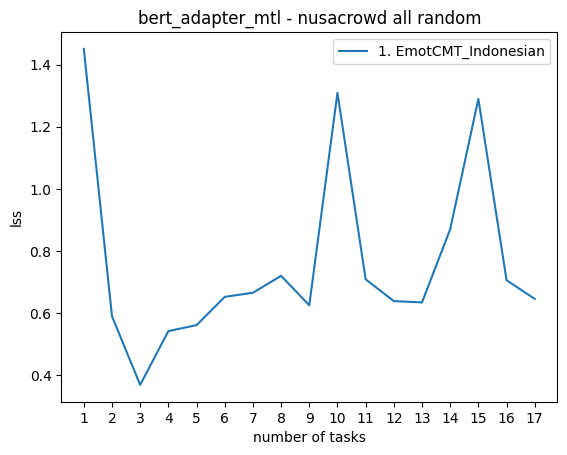 bert_adapter_mtl - nusacrowd all random
1. EmotCMT_Indonesian
1.4
1.2
1.0
0.8
0.6
0.4
lss
1 2 3 4 5 6 7 8 9 10 11 12 13 14 15 16 17
number of tasks